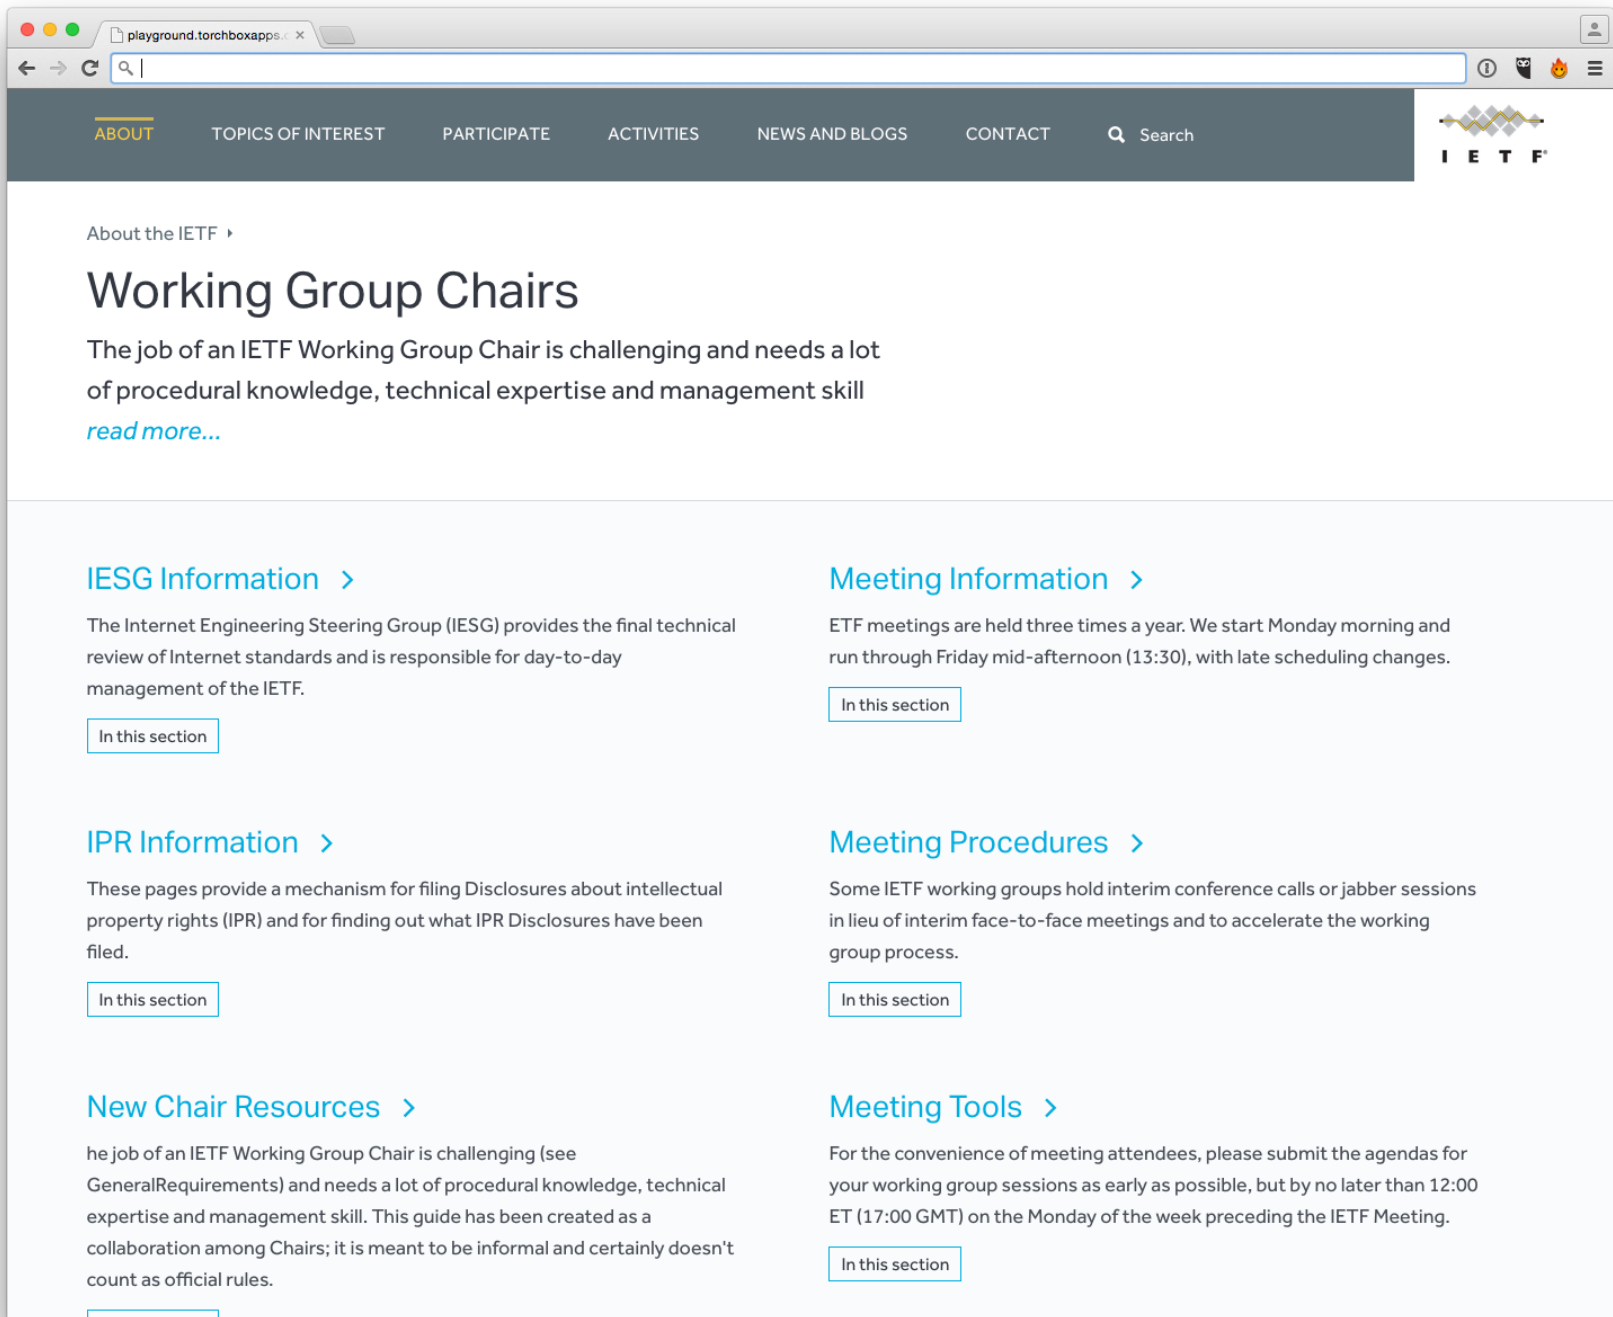 playground.torchboxapps.c
ABOUT
TOPICS OF INTEREST
PARTICIPATE
ACTIVITIES
NEWS AND BLOGS
CONTACT
Search
I E T F®
About the IETF
Working Group Chairs
The job of an IETF Working Group Chair is challenging and needs a lot
of procedural knowledge, technical expertise and management skill
read more...
IESG Information
The Internet Engineering Steering Group (IESG) provides the final technical
review of Internet standards and is responsible for day-to-day
management of the IETF.
In this section
Meeting Information
ETF meetings are held three times a year. We start Monday morning and
run through Friday mid-afternoon (13:30), with late scheduling changes.
In this section
IPR Information
These pages provide a mechanism for filing Disclosures about intellectual
property rights (IPR) and for finding out what IPR Disclosures have been
filed.
In this section
Meeting Procedures
Some IETF working groups hold interim conference calls or jabber sessions
in lieu of interim face-to-face meetings and to accelerate the working
group process.
In this section
New Chair Resources
he job of an IETF Working Group Chair is challenging (see
GeneralRequirements) and needs a lot of procedural knowledge, technical
expertise and management skill. This guide has been created as a
collaboration among Chairs; it is meant to be informal and certainly doesn't
count as official rules.
Meeting Tools
For the convenience of meeting attendees, please submit the agendas for
your working group sessions as early as possible, but by no later than 12:00
ET (17:00 GMT) on the Monday of the week preceding the IETF Meeting.
In this section